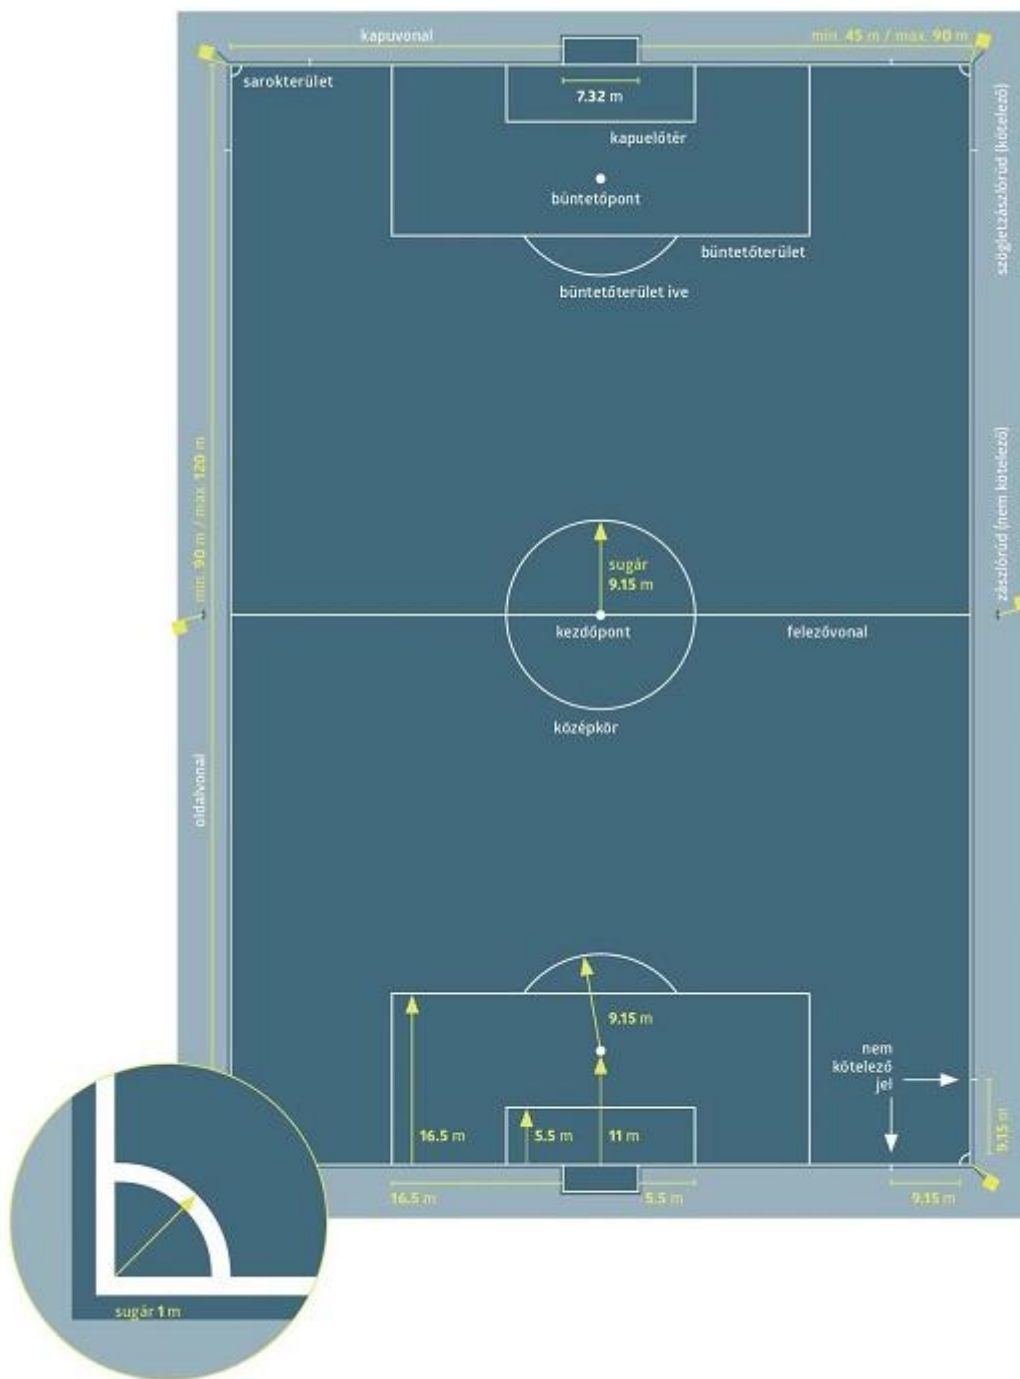 kapuvonal
min. 45 m / max. 90 m
sarokterület
7.32 m
kapuelőtér
büntetőpont
büntetőterület
büntetőterület ive
szögletzászlórúd (kötelező)
min. 90 m / max 120 m
zászlórúd (nem kötelező)
sugár
9.15 m
kezdőpont
felezővonal
középkör
oldalvonal
9.15 m
nem
kötelező
jel
16.5 m
5.5 m
11 m
9.15 m
16.5 m
5.5 m
9.15 m
sugár 1 m